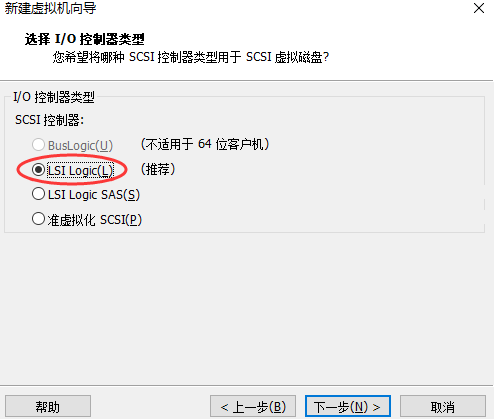 新建虚拟机向导
选择 I/O 控制器类型
您希望将哪种 SCSI 控制器类型用于 SCSI 虚拟磁盘?
I/O 控制器类型
SCSI 控制器:
BusLogic(U) (不适用于 64 位客户机)
LSI Logic(L) (推荐)
LSI Logic SAS(S)
准虚拟化 SCSI(P)
帮助 < 上一步(B) 下一步(N) > 取消